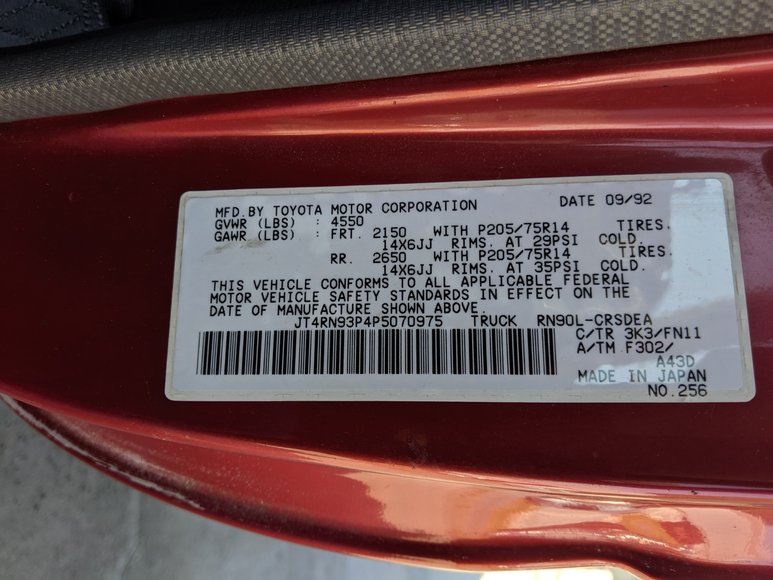 MFD.BY TOYOTA MOTOR CORPORATION DATE 09/92
GVWR (LBS) : 4550
GAWR (LBS) : FRT. 2150 WITH P205/75R14 TIRES.
14X6JJ RIMS. AT 29PSI COLD.
RR. 2650 WITH P205/75R14 TIRES.
14X6JJ RIMS. AT 35PSI COLD.
THIS VEHICLE CONFORMS TO ALL APPLICABLE FEDERAL
MOTOR VEHICLE SAFETY STANDARDS IN EFFECT ON THE
DATE OF MANUFACTURE SHOWN ABOVE.
JT4RN93P4P5070975 TRUCK RN90L-CRSDEA
C/TR 3K3/FN11
A/TM F302/
A43D
MADE IN JAPAN
NO.256